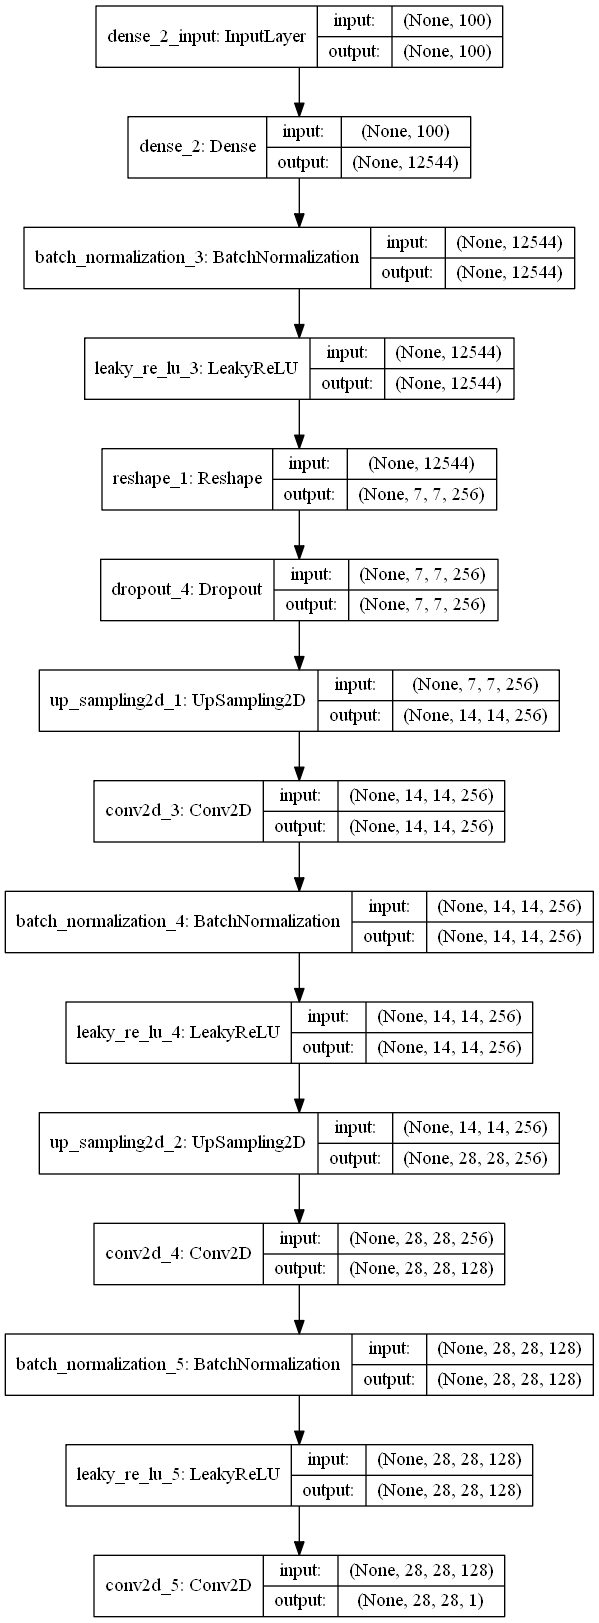 dense_2_input: InputLayer
input: (None, 100)
output: (None, 100)
dense_2: Dense
input: (None, 100)
output: (None, 12544)
batch_normalization_3: BatchNormalization
input: (None, 12544)
output: (None, 12544)
leaky_re_lu_3: LeakyReLU
input: (None, 12544)
output: (None, 12544)
reshape_1: Reshape
input: (None, 12544)
output: (None, 7, 7, 256)
dropout_4: Dropout
input: (None, 7, 7, 256)
output: (None, 7, 7, 256)
up_sampling2d_1: UpSampling2D
input: (None, 7, 7, 256)
output: (None, 14, 14, 256)
conv2d_3: Conv2D
input: (None, 14, 14, 256)
output: (None, 14, 14, 256)
batch_normalization_4: BatchNormalization
input: (None, 14, 14, 256)
output: (None, 14, 14, 256)
leaky_re_lu_4: LeakyReLU
input: (None, 14, 14, 256)
output: (None, 14, 14, 256)
up_sampling2d_2: UpSampling2D
input: (None, 14, 14, 256)
output: (None, 28, 28, 256)
conv2d_4: Conv2D
input: (None, 28, 28, 256)
output: (None, 28, 28, 128)
batch_normalization_5: BatchNormalization
input: (None, 28, 28, 128)
output: (None, 28, 28, 128)
leaky_re_lu_5: LeakyReLU
input: (None, 28, 28, 128)
output: (None, 28, 28, 128)
conv2d_5: Conv2D
input: (None, 28, 28, 128)
output: (None, 28, 28, 1)